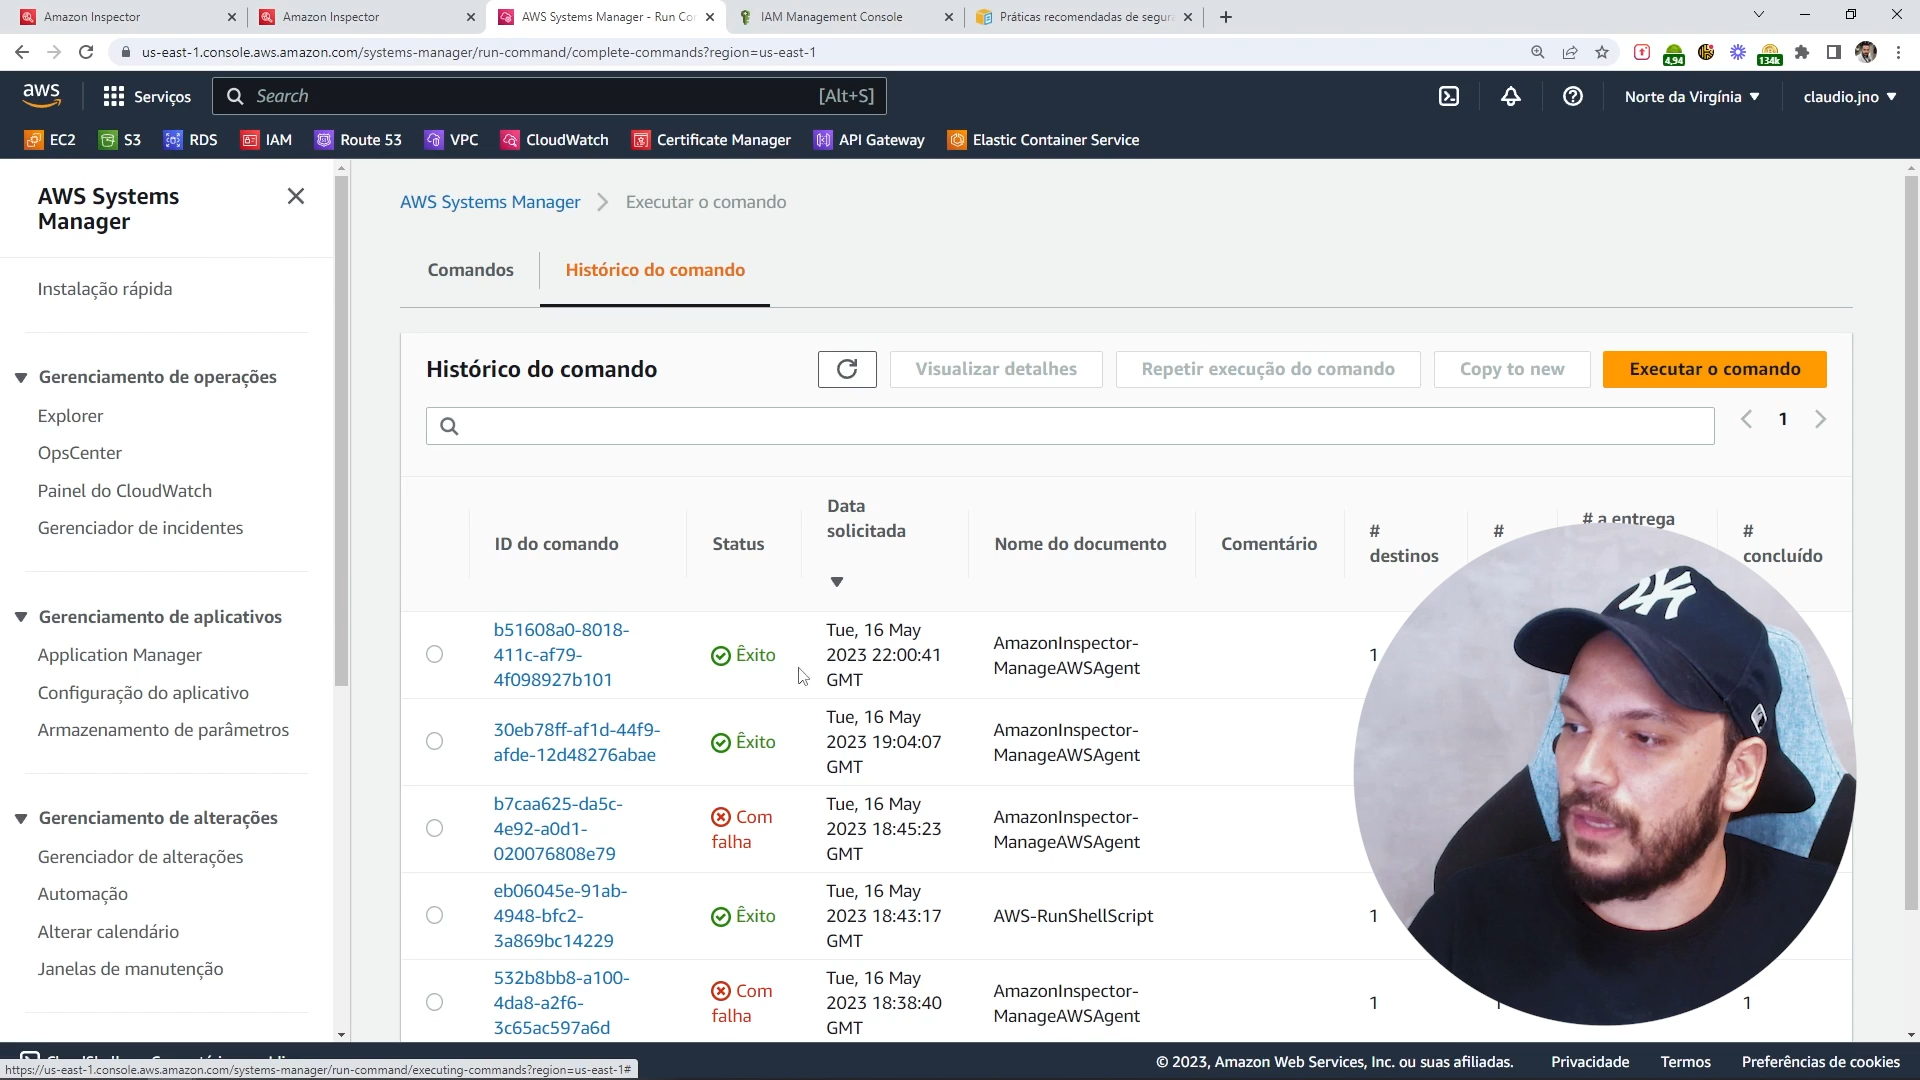 Amazon Inspector
Amazon Inspector
AWS Systems Manager - Run Co
IAM Management Console
Práticas recomendadas de segur
us-east-1.console.aws.amazon.com/systems-manager/run-command/complete-commands?region=us-east-1
4,94
134k
aws
Serviços
Search
[Alt+S]
Norte da Virgínia
claudio.jno
EC2
S3
RDS
IAM
Route 53
VPC
CloudWatch
Certificate Manager
API Gateway
Elastic Container Service
AWS Systems
Manager
Instalação rápida
Gerenciamento de operações
Explorer
OpsCenter
Painel do CloudWatch
Gerenciador de incidentes
Gerenciamento de aplicativos
Application Manager
Configuração do aplicativo
Armazenamento de parâmetros
Gerenciamento de alterações
Gerenciador de alterações
Automação
Alterar calendário
Janelas de manutenção
AWS Systems Manager
Executar o comando
Comandos
Histórico do comando
Histórico do comando
Visualizar detalhes
Repetir execução do comando
Copy to new
Executar o comando
1
ID do comando
Status
Data
solicitada
Nome do documento
Comentário
#
destinos
#
# a entrega
#
concluído
b51608a0-8018-
411c-af79-
4f098927b101
Êxito
Tue, 16 May
2023 22:00:41
GMT
AmazonInspector-
ManageAWSAgent
1
30eb78ff-af1d-44f9-
afde-12d48276abae
Êxito
Tue, 16 May
2023 19:04:07
GMT
AmazonInspector-
ManageAWSAgent
b7caa625-da5c-
4e92-a0d1-
020076808e79
Com
falha
Tue, 16 May
2023 18:45:23
GMT
AmazonInspector-
ManageAWSAgent
eb06045e-91ab-
4948-bfc2-
3a869bc14229
Êxito
Tue, 16 May
2023 18:43:17
GMT
AWS-RunShellScript
1
532b8bb8-a100-
4da8-a2f6-
3c65ac597a6d
Com
falha
Tue, 16 May
2023 18:38:40
GMT
AmazonInspector-
ManageAWSAgent
1
1
© 2023, Amazon Web Services, Inc. ou suas afiliadas.
Privacidade
Termos
Preferências de cookies
https://us-east-1.console.aws.amazon.com/systems-manager/run-command/executing-commands?region=us-east-1#